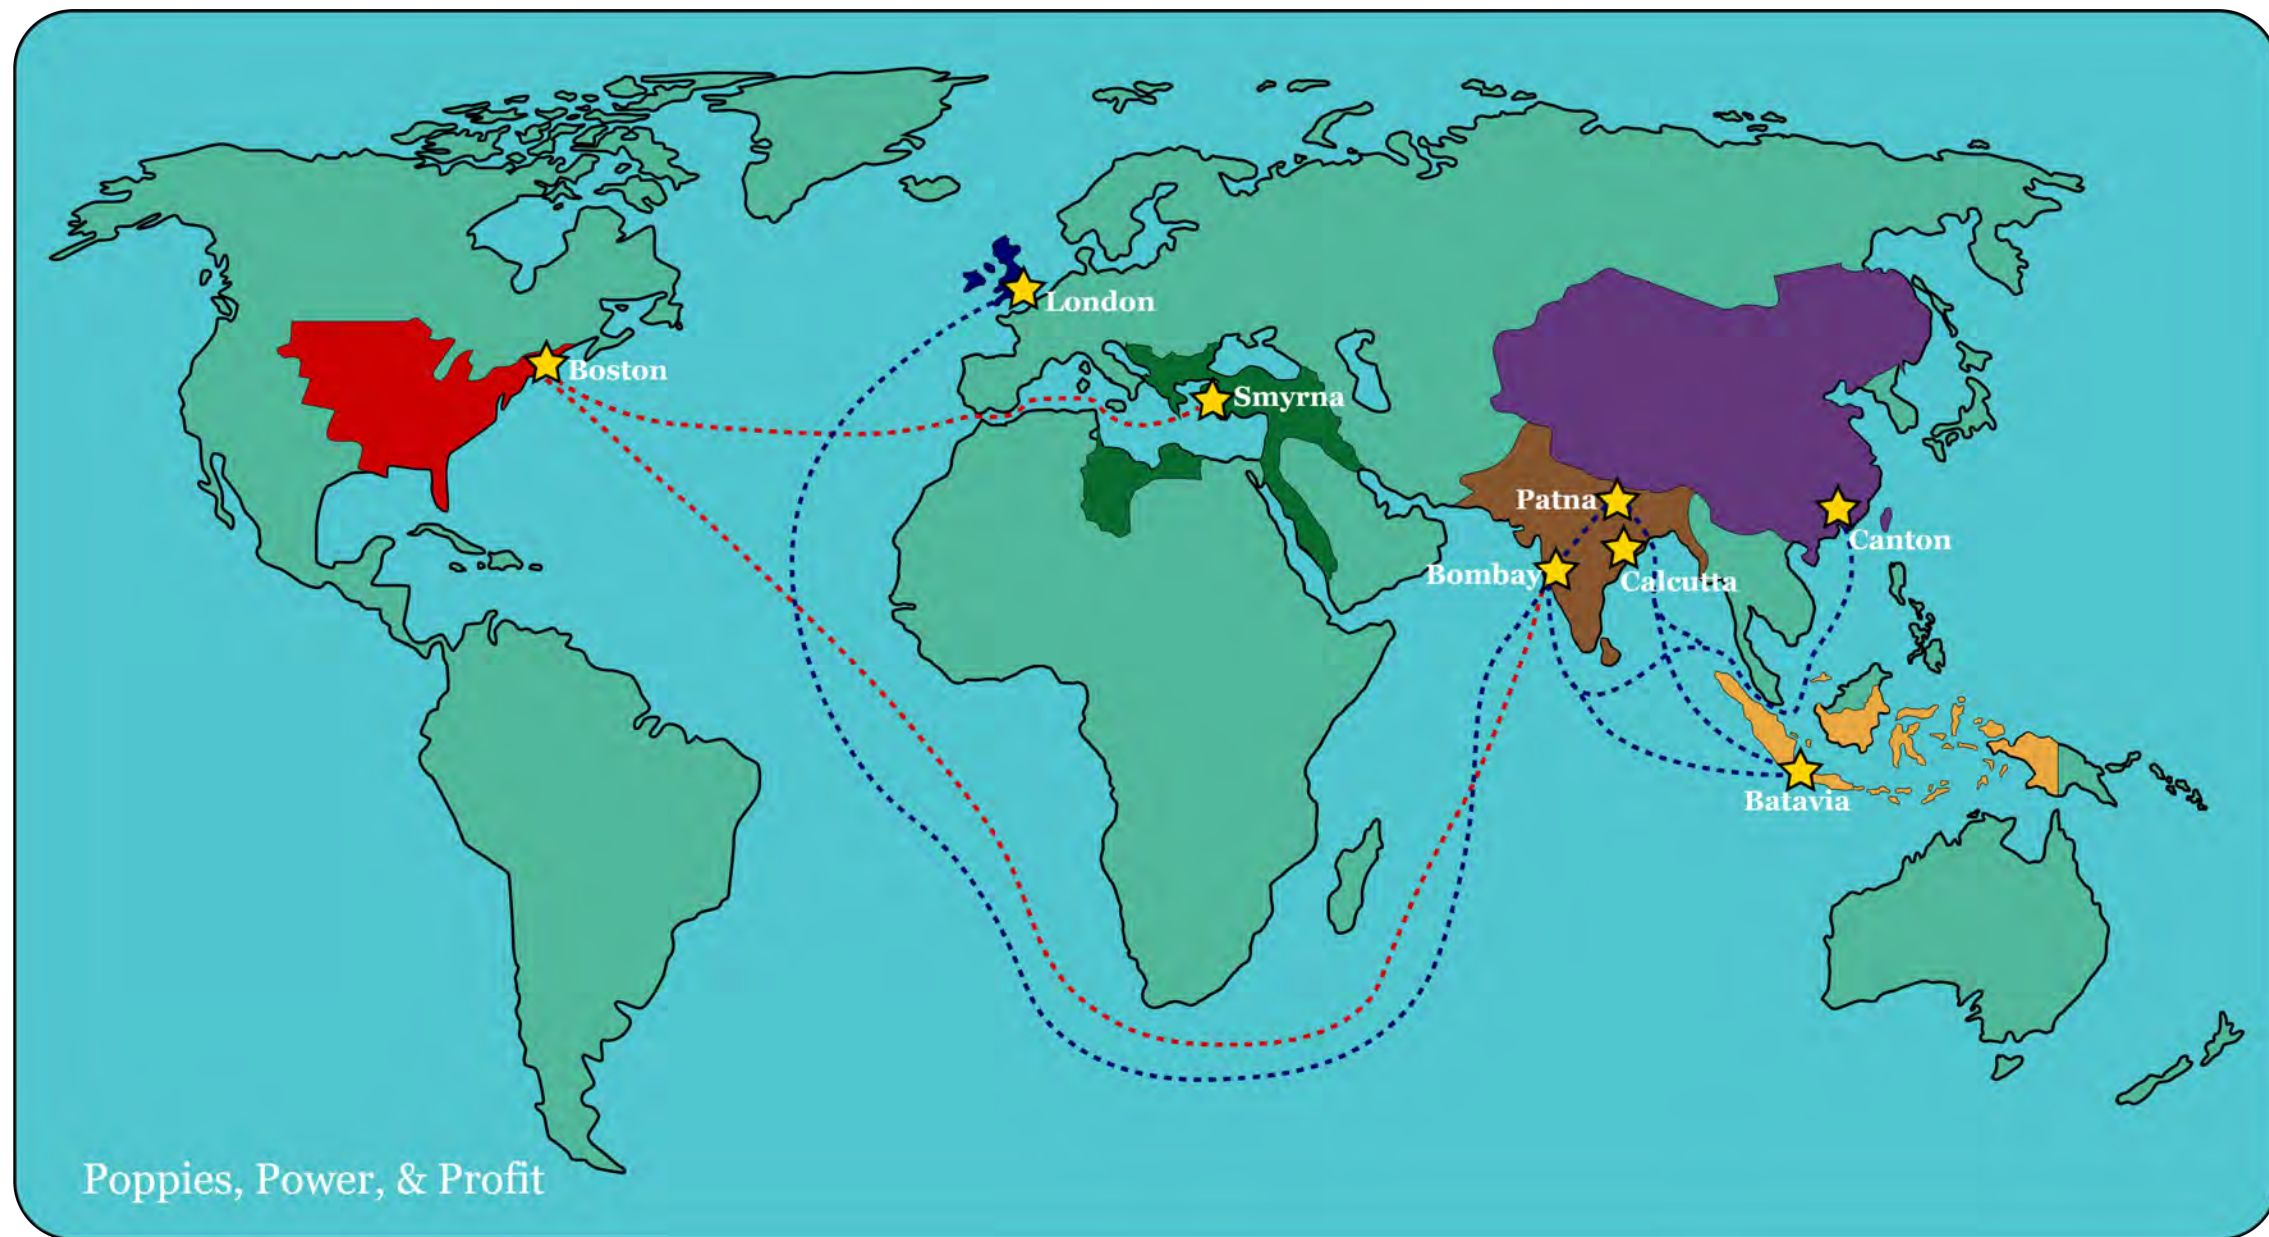 London
Boston
Smyrna
Patna
Canton
Bombay
Calcutta
Batavia
Poppies, Power, & Profit